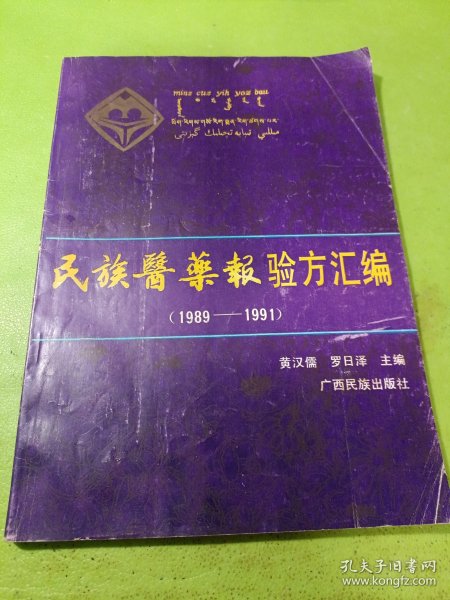 minz cuz yih yoz bau
民族醫藥報验方汇编
(1989——1991)
黄汉儒 罗日泽 主编
广西民族出版社
孔夫子旧书网
www.kongfz.com